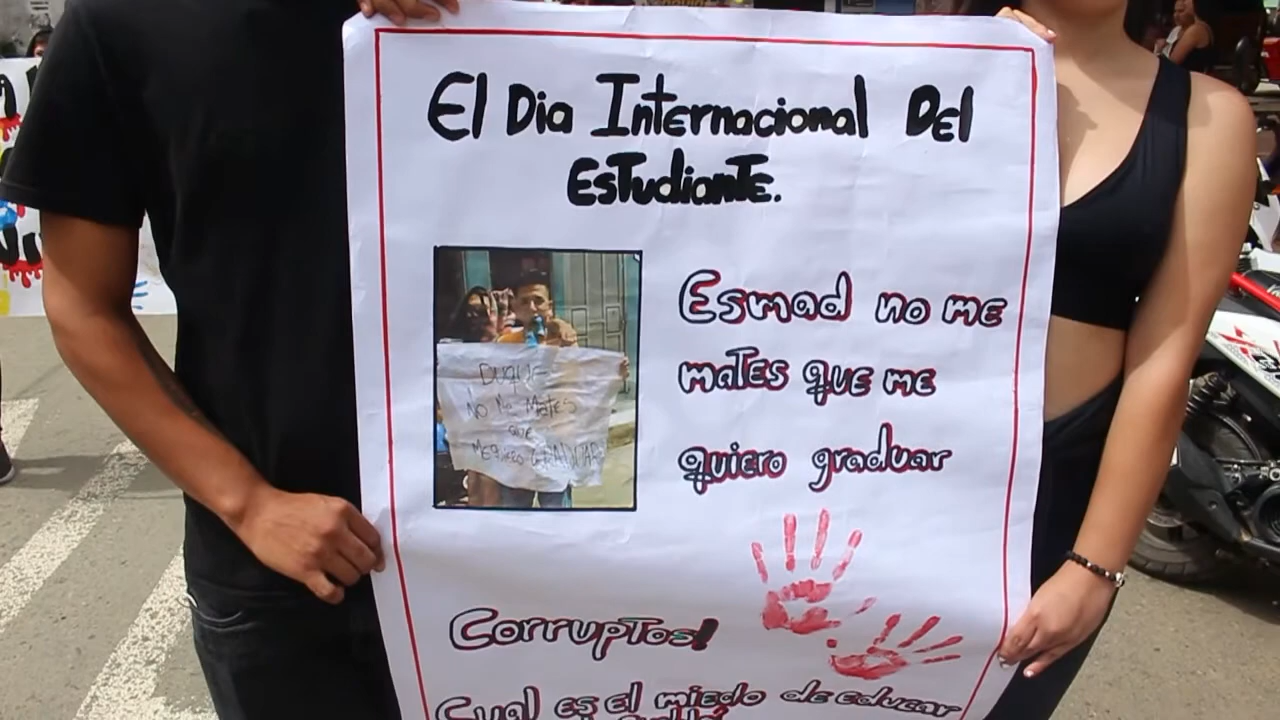 El Dia Internacional Del
Estudiante.
Esmad no me
mates que me
quiero graduar
DUQUE
No Me Mates
que
ME quiero GRADUAR
Corruptos!
Cual es el miedo de educar